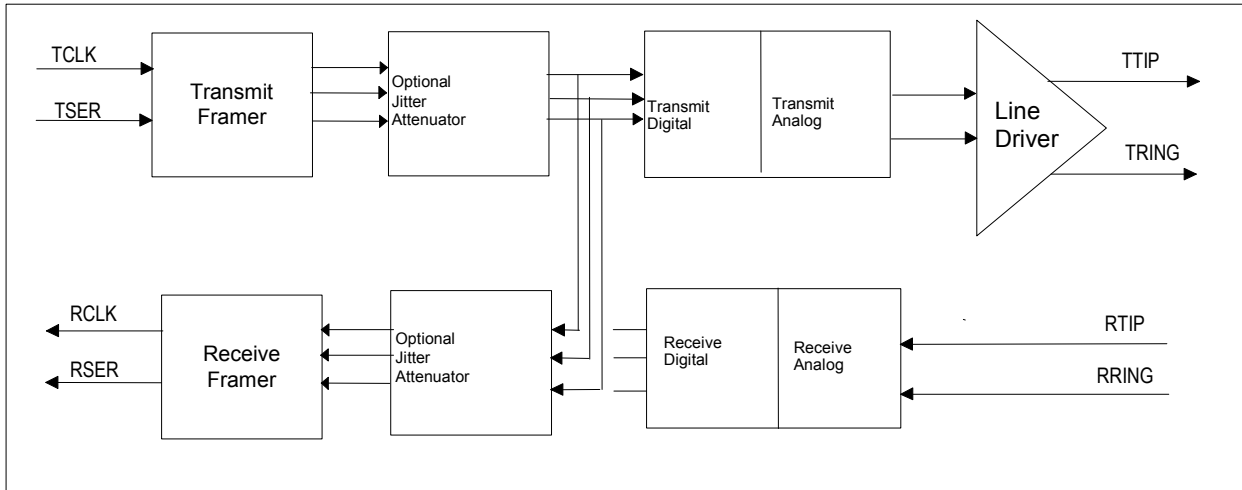 TCLK
TSER
Transmit
Framer
Optional
Jitter
Attenuator
Transmit
Digital
Transmit
Analog
Line
Driver
TTIP
TRING
RCLK
RSER
Receive
Framer
Optional
Jitter
Attenuator
Receive
Digital
Receive
Analog
RTIP
RRING